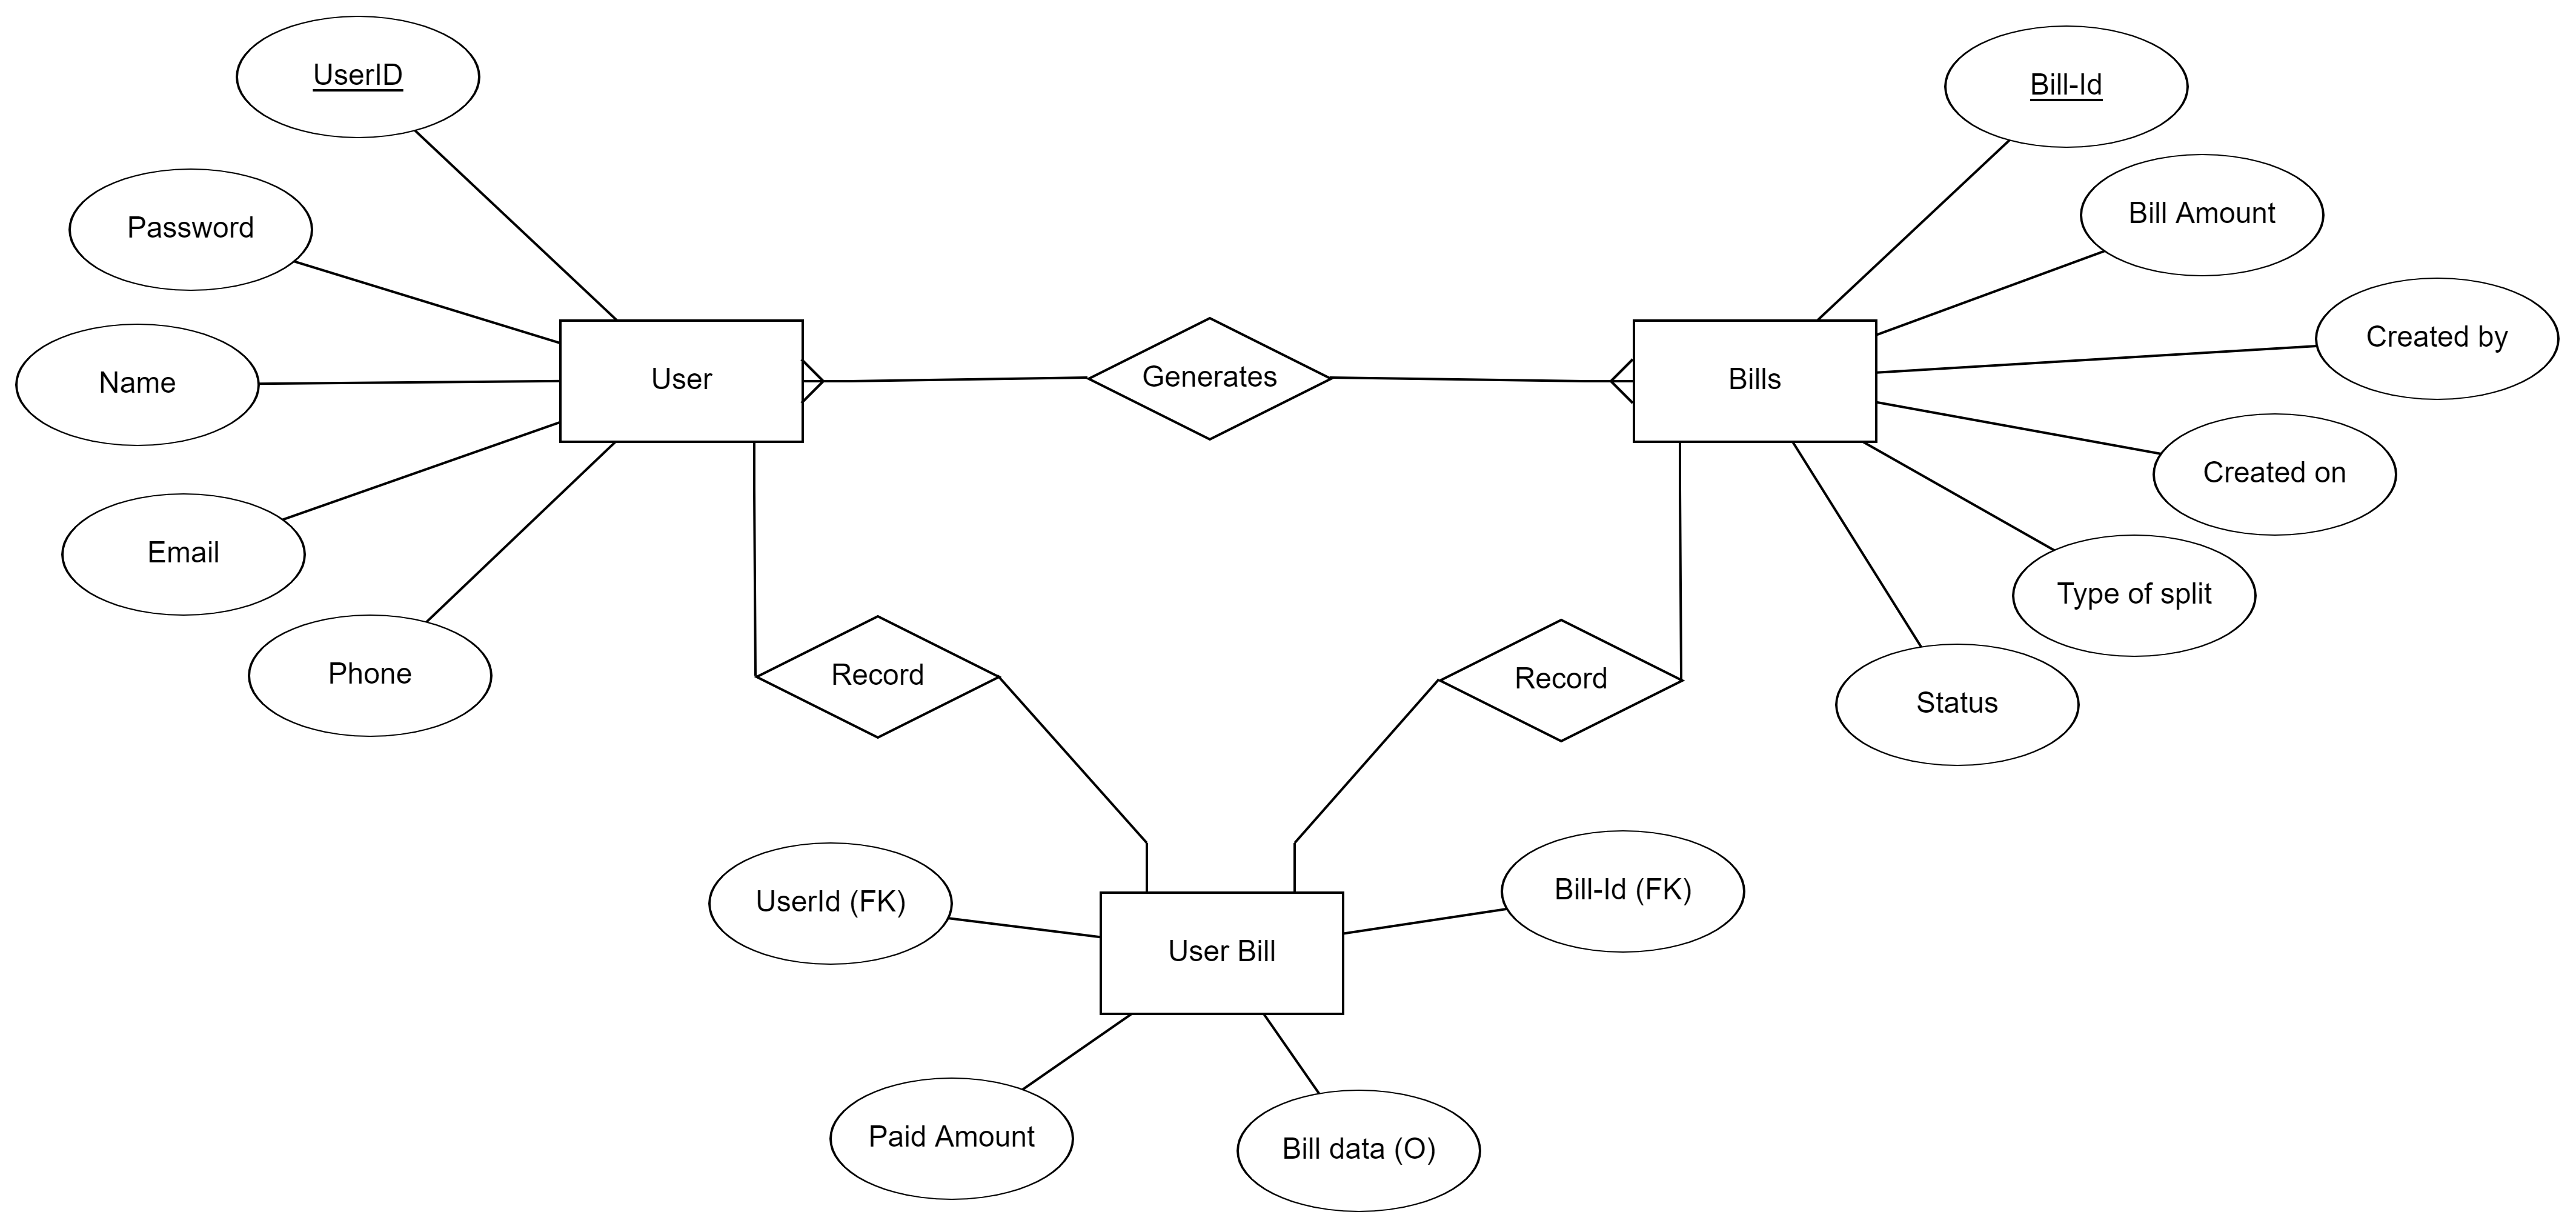 UserID
Bill-Id
Password
Bill Amount
Created by
Name
User
Generates
Bills
Created on
Email
Type of split
Phone
Record
Record
Status
UserId (FK)
Bill-Id (FK)
User Bill
Paid Amount
Bill data (O)